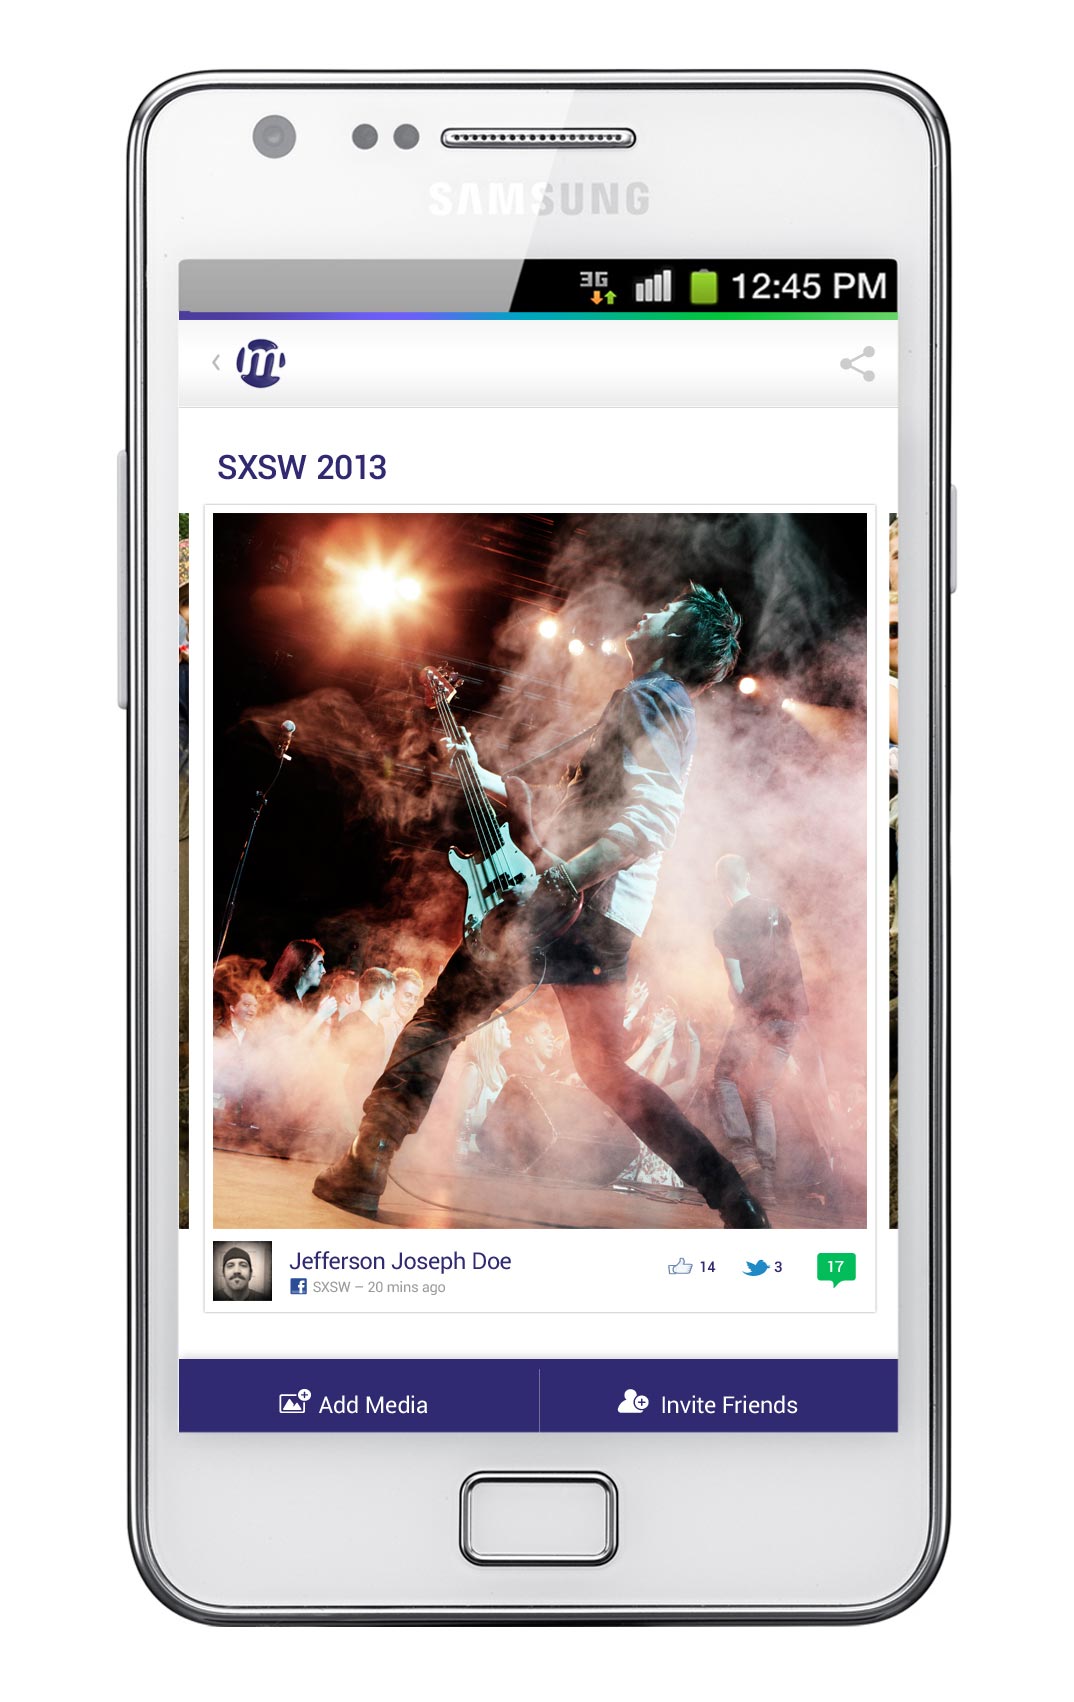 SAMSUNG
3G 12:45 PM
m
SXSW 2013
Jefferson Joseph Doe
SXSW – 20 mins ago
14
3
17
Add Media
Invite Friends